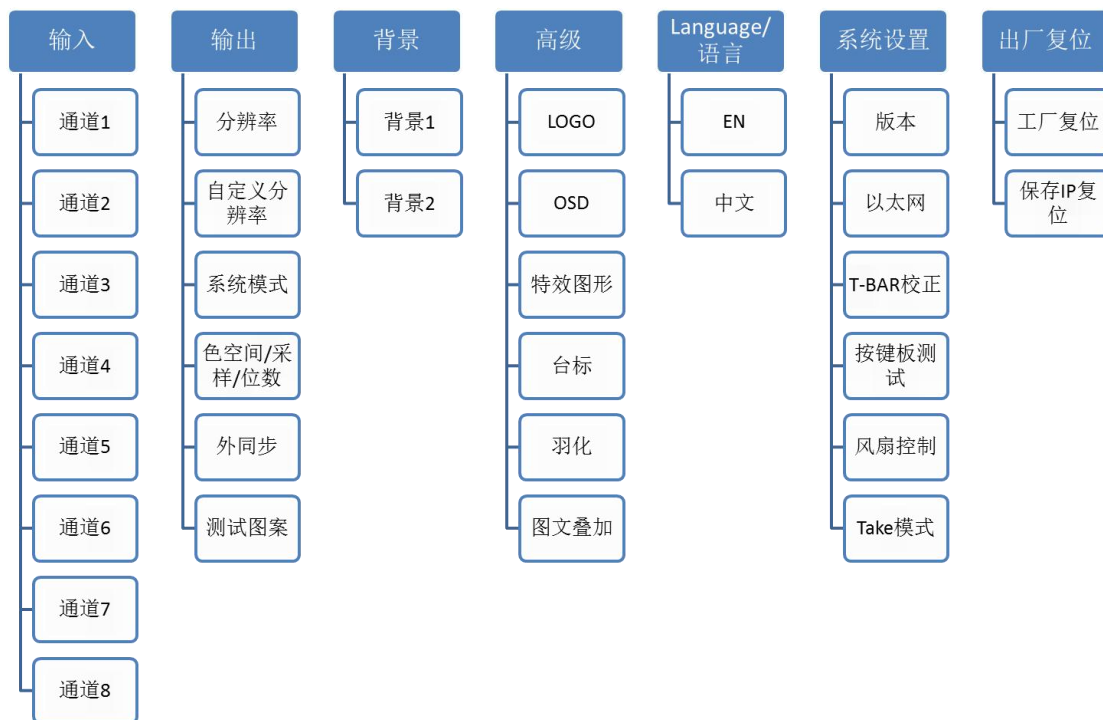 输入
通道1
通道2
通道3
通道4
通道5
通道6
通道7
通道8
输出
分辨率
自定义分
辨率
系统模式
色空间/采
样/位数
外同步
测试图案
背景
背景1
背景2
高级
LOGO
OSD
特效图形
台标
羽化
图文叠加
Language/
语言
EN
中文
系统设置
版本
以太网
T-BAR校正
按键板测
试
风扇控制
Take模式
出厂复位
工厂复位
保存IP复
位